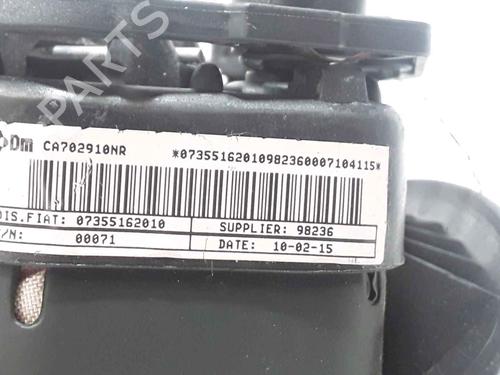 Dm CA702910NR *07355162010982360007104115*
DIS.FIAT: 07355162010 SUPPLIER: 98236
/N: 00071 DATE: 10-02-15
B PARTS